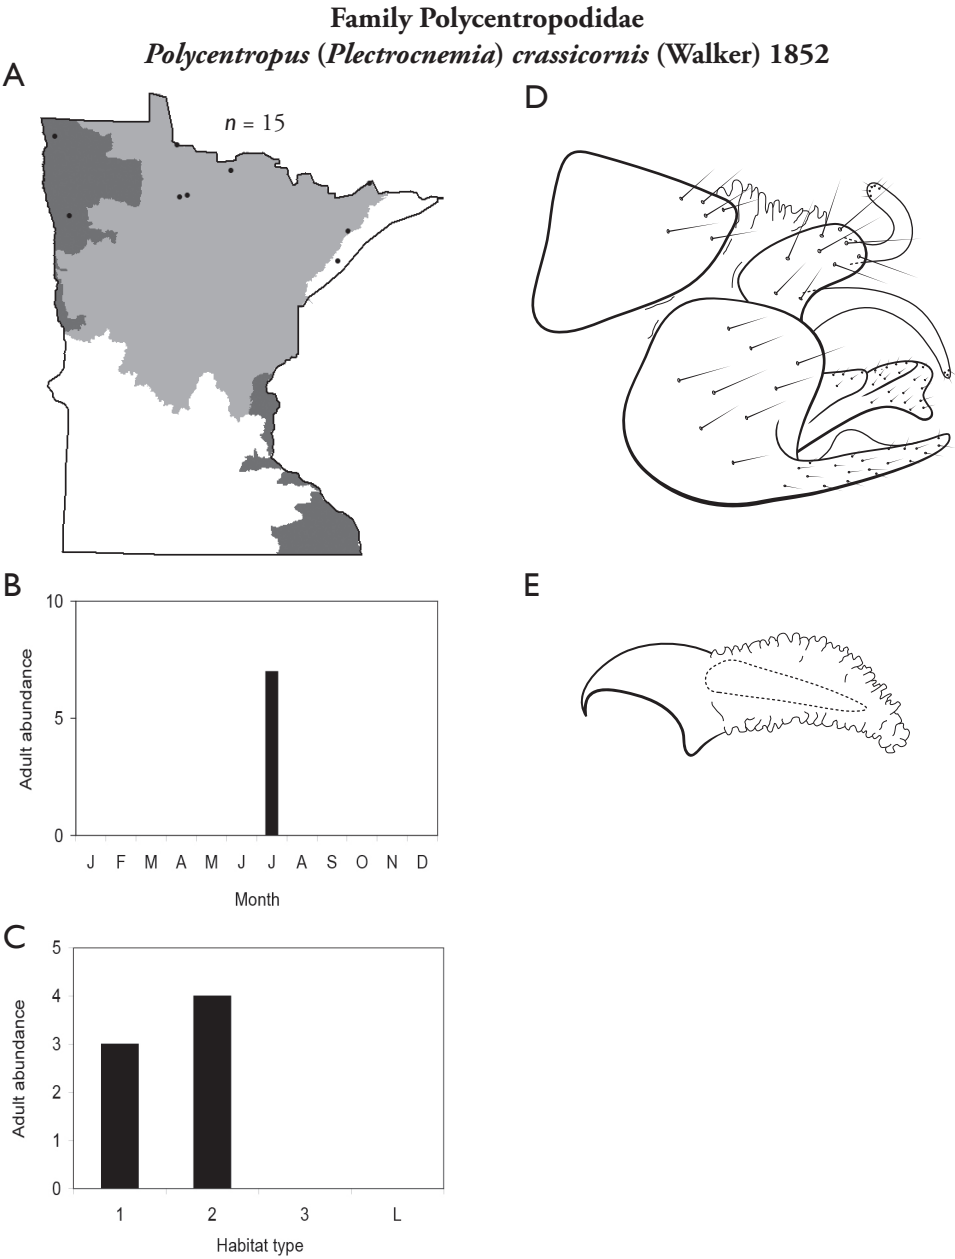 Family Polycentropodidae
Polycentropus (Plectrocnemia) crassicornis (Walker) 1852
A
n = 15
D
B
Adult abundance
10
5
0
J F M A M J J A S O N D
Month
E
C
Adult abundance
5
4
3
2
1
0
1 2 3 L
Habitat type